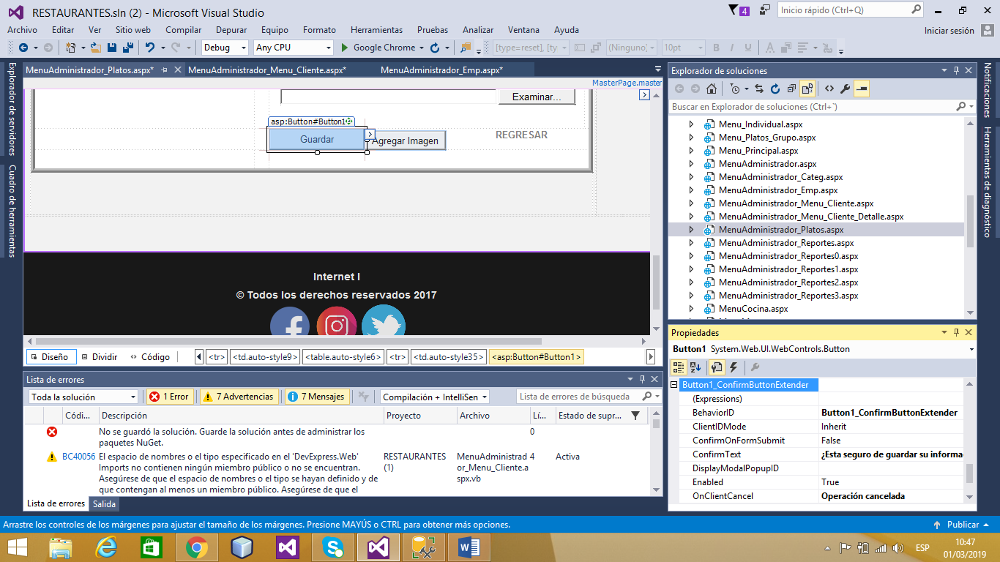 RESTAURANTES.sln (2) - Microsoft Visual Studio
4
Inicio rápido (Ctrl+Q)
Archivo Editar Ver Sitio web Compilar Depurar Equipo Formato Herramientas Pruebas Analizar Ventana Ayuda
Iniciar sesión
Debug Any CPU Google Chrome [type=reset], [ty (Ninguno) 10pt B I U
Explorador de servidores
Cuadro de herramientas
MenuAdministrador_Platos.aspx* MenuAdministrador_Menu_Cliente.aspx* MenuAdministrador_Emp.aspx*
MasterPage.master
Examinar...
asp:Button#Button1
Guardar
Agregar Imagen
REGRESAR
Internet I
© Todos los derechos reservados 2017
Diseño Dividir Código <tr> <td.auto-style9> <table.auto-style6> <tr> <td.auto-style35> <asp:Button#Button1>
Lista de errores
Toda la solución 1 Error 7 Advertencias 7 Mensajes Compilación + IntelliSen Lista de errores de búsqueda
Códi... Descripción Proyecto Archivo Lí... Estado de supr...
No se guardó la solución. Guarde la solución antes de administrar los
paquetes NuGet.
0
BC40056 El espacio de nombres o el tipo especificado en el 'DevExpress.Web'
Imports no contienen ningún miembro público o no se encuentran.
Asegúrese de que el espacio de nombres o el tipo se hayan definido y de
que contengan al menos un miembro público. Asegúrese de que el
RESTAURANTES
(1)
MenuAdministrad
or_Menu_Cliente.a
spx.vb
4
Activa
Lista de errores Salida
Explorador de soluciones
Buscar en Explorador de soluciones (Ctrl+`)
Menu_Individual.aspx
Menu_Platos_Grupo.aspx
Menu_Principal.aspx
MenuAdministrador.aspx
MenuAdministrador_Categ.aspx
MenuAdministrador_Emp.aspx
MenuAdministrador_Menu_Cliente.aspx
MenuAdministrador_Menu_Cliente_Detalle.aspx
MenuAdministrador_Platos.aspx
MenuAdministrador_Reportes.aspx
MenuAdministrador_Reportes0.aspx
MenuAdministrador_Reportes1.aspx
MenuAdministrador_Reportes2.aspx
MenuAdministrador_Reportes3.aspx
MenuCocina.aspx
Propiedades
Button1 System.Web.UI.WebControls.Button
Button1_ConfirmButtonExtender
(Expressions)
BehaviorID Button1_ConfirmButtonExtender
ClientIDMode Inherit
ConfirmOnFormSubmit False
ConfirmText ¿Esta seguro de guardar su informa
DisplayModalPopupID
Enabled True
OnClientCancel Operación cancelada
Notificaciones
Herramientas de diagnóstico
Arrastre los controles de los márgenes para ajustar el tamaño de los márgenes. Presione MAYÚS o CTRL para obtener más opciones.
Publicar
ESP
10:47
01/03/2019